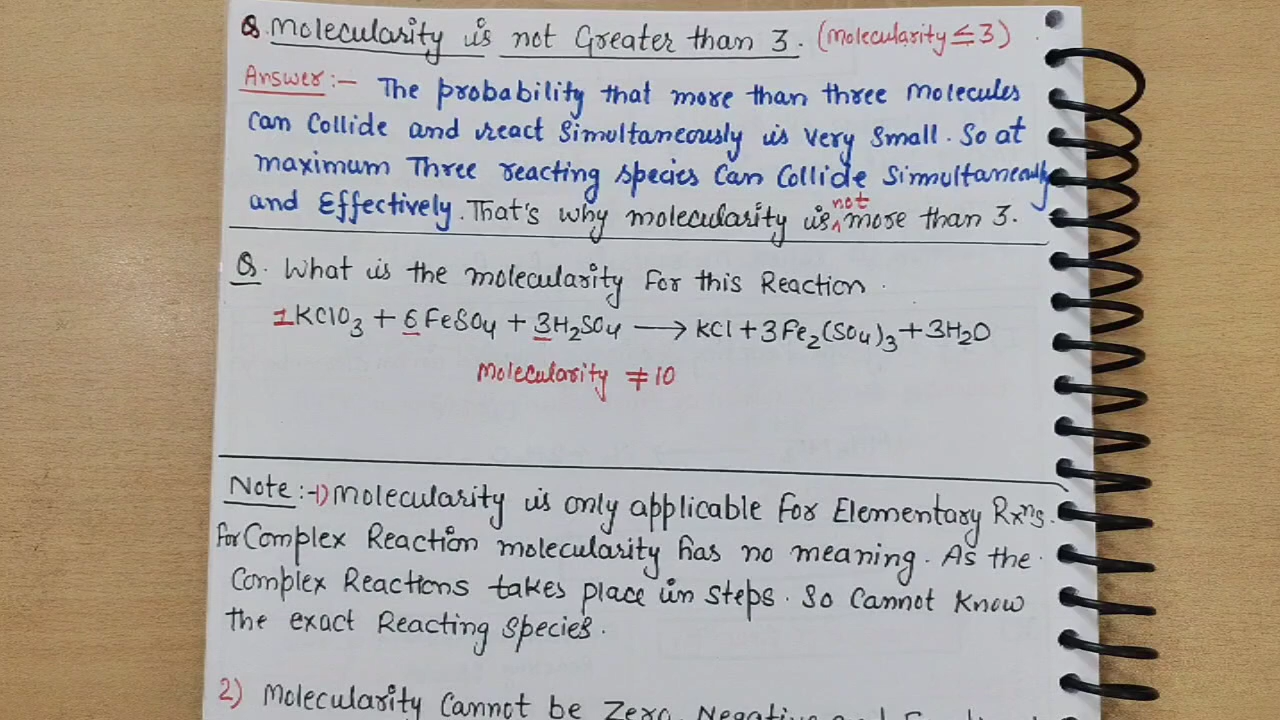 Q. Molecularity is not Greater than 3. (Molecularity ≤ 3)
Answer :- The probability that more than three molecules
can collide and react simultaneously is very small. So at
maximum Three reacting species can collide Simultaneously
and Effectively. That's why molecularity is not more than 3.
Q. What is the molecularity for this Reaction.
1KClO3 + 6FeSO4 + 3H2SO4 → KCl + 3Fe2(SO4)3 + 3H2O
Molecularity ≠ 10
Note :- 1) Molecularity is only applicable for Elementary Rxns.
for Complex Reaction molecularity has no meaning. As the
Complex Reactions takes place in steps. So Cannot Know
the exact Reacting species.
2) Molecularity Cannot be Zero, Negative and